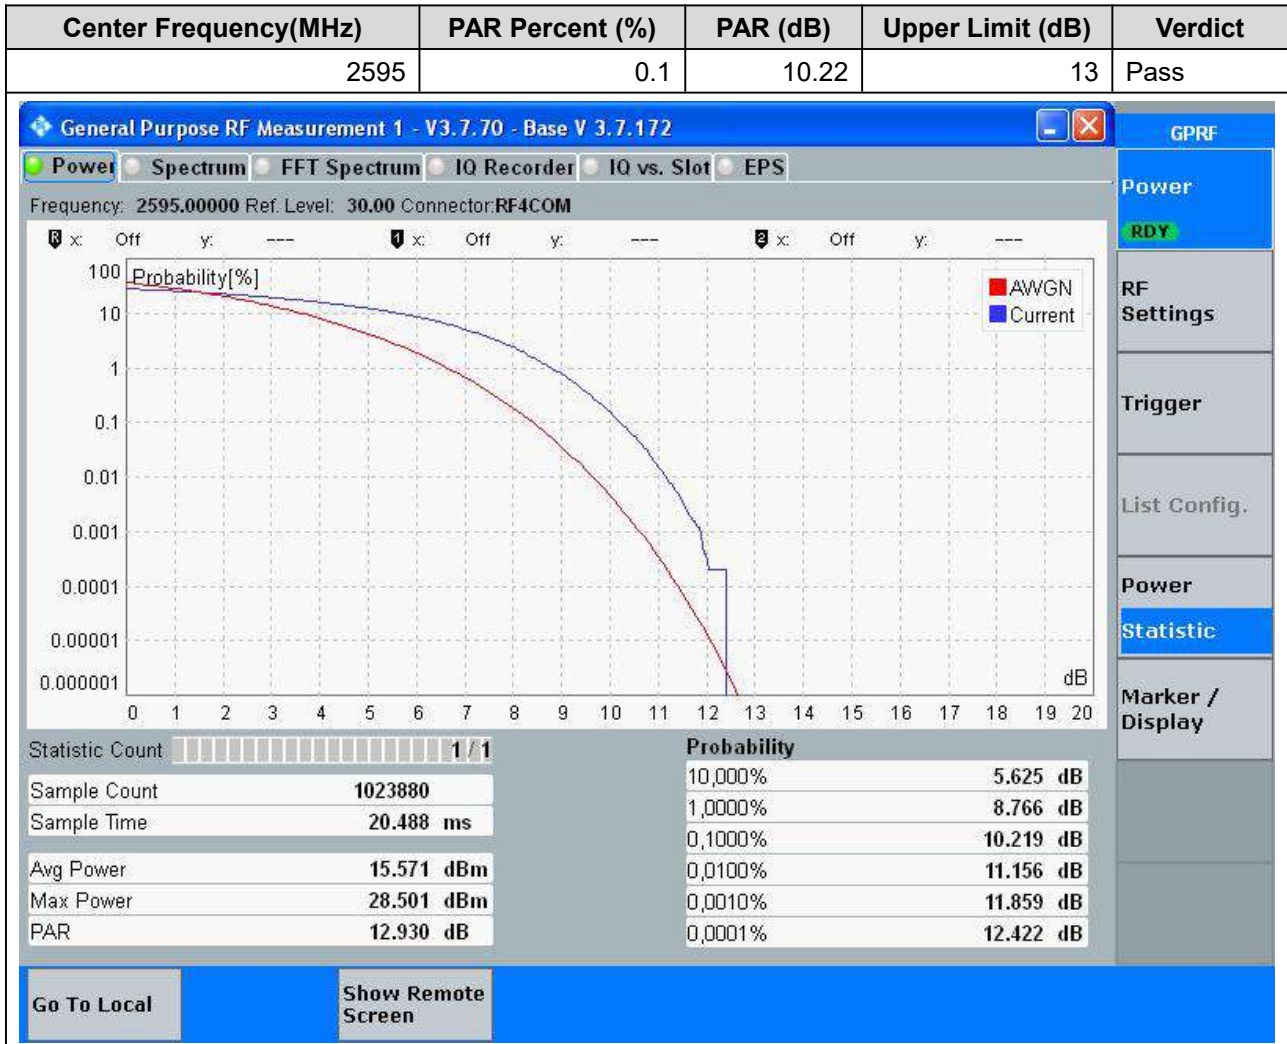 Center Frequency(MHz) PAR Percent (%) PAR (dB) Upper Limit (dB) Verdict
2595 0.1 10.22 13 Pass
General Purpose RF Measurement 1 - V3.7.70 - Base V 3.7.172
GPRF
Power Spectrum FFT Spectrum IQ Recorder IQ vs. Slot EPS
Power
RDY
Frequency: 2595.00000 Ref. Level: 30.00 Connector:RF4COM
R x: Off y: --- 1 x: Off y: --- 2 x: Off y: ---
Probability[%]
AWGN
Current
100
10
1
0.1
0.01
0.001
0.0001
0.00001
0.000001
dB
0 1 2 3 4 5 6 7 8 9 10 11 12 13 14 15 16 17 18 19 20
RF
Settings
Trigger
List Config.
Power
Statistic
Marker /
Display
Statistic Count 1 / 1
Sample Count 1023880
Sample Time 20.488 ms
Avg Power 15.571 dBm
Max Power 28.501 dBm
PAR 12.930 dB
Probability
10,000% 5.625 dB
1,0000% 8.766 dB
0,1000% 10.219 dB
0,0100% 11.156 dB
0,0010% 11.859 dB
0,0001% 12.422 dB
Go To Local
Show Remote
Screen